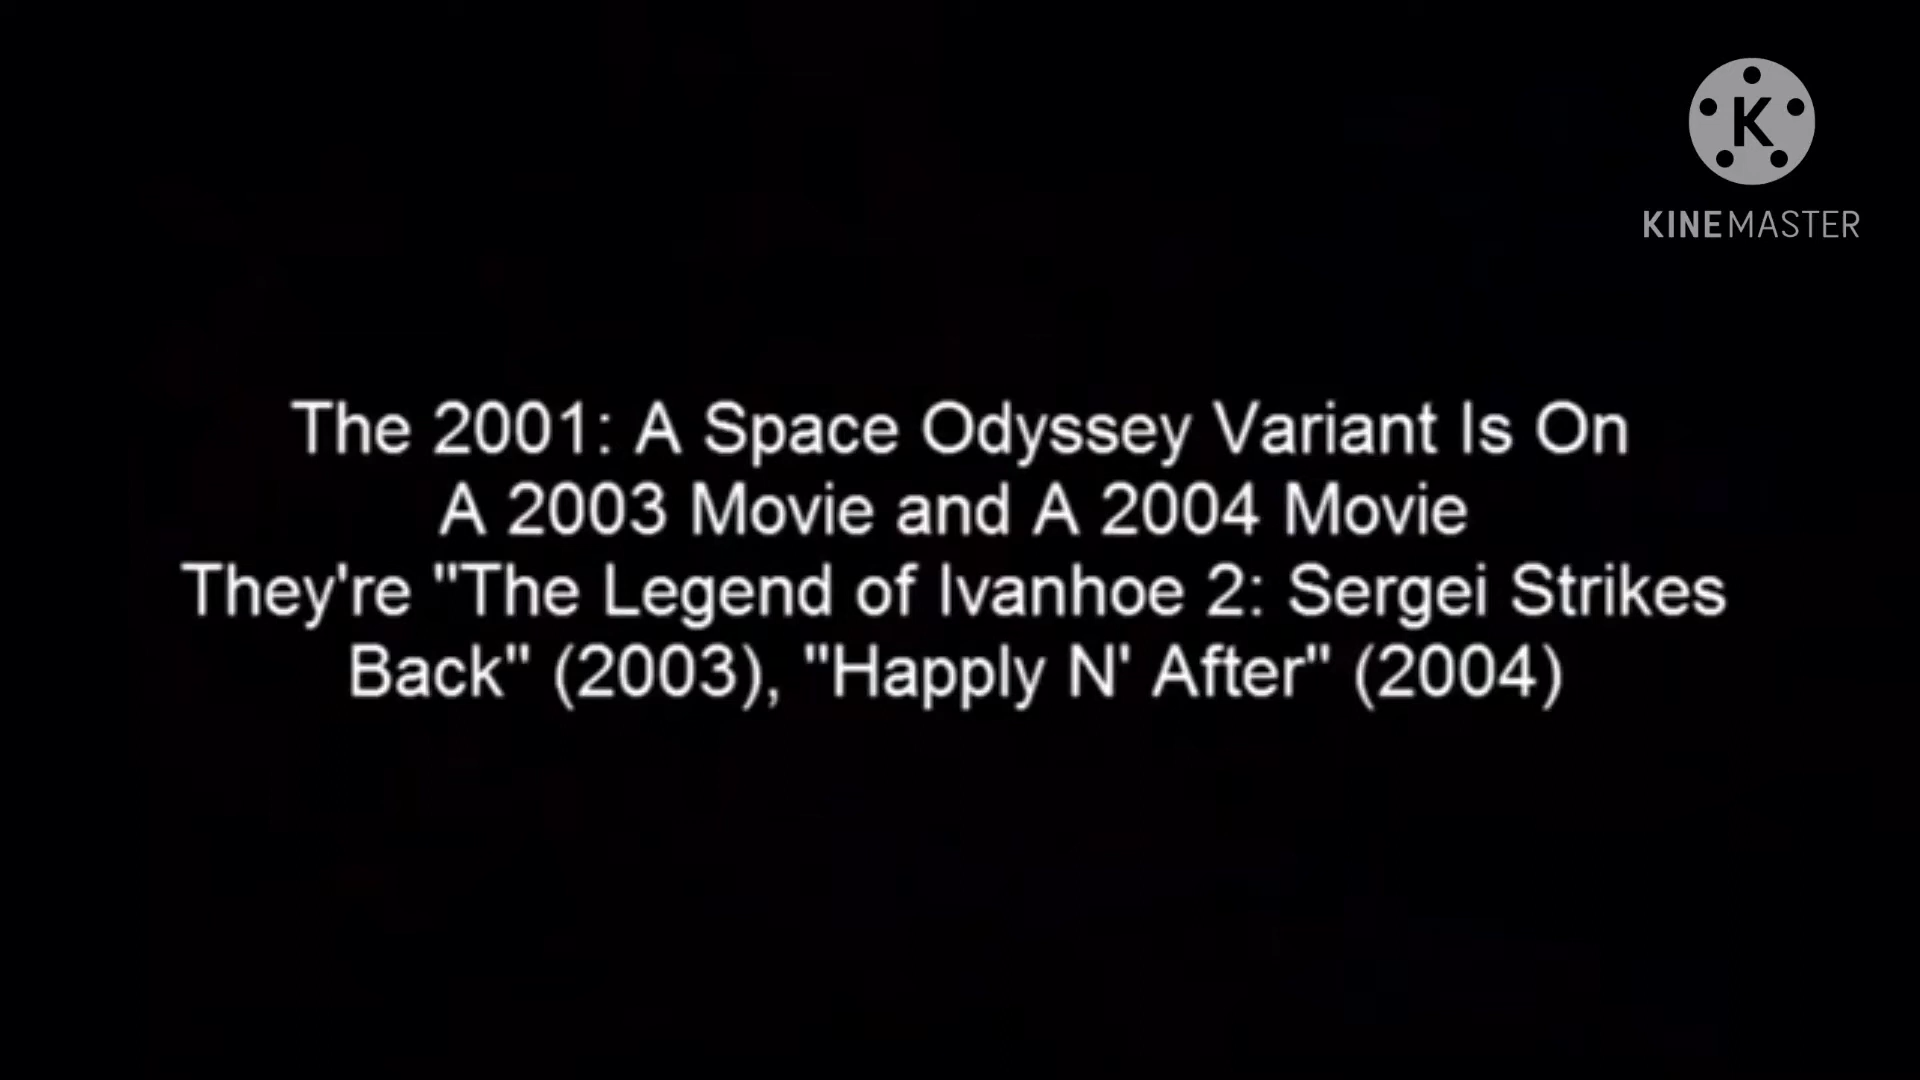 K
KINEMASTER
The 2001: A Space Odyssey Variant Is On
A 2003 Movie and A 2004 Movie
They're "The Legend of Ivanhoe 2: Sergei Strikes
Back" (2003), "Happly N' After" (2004)